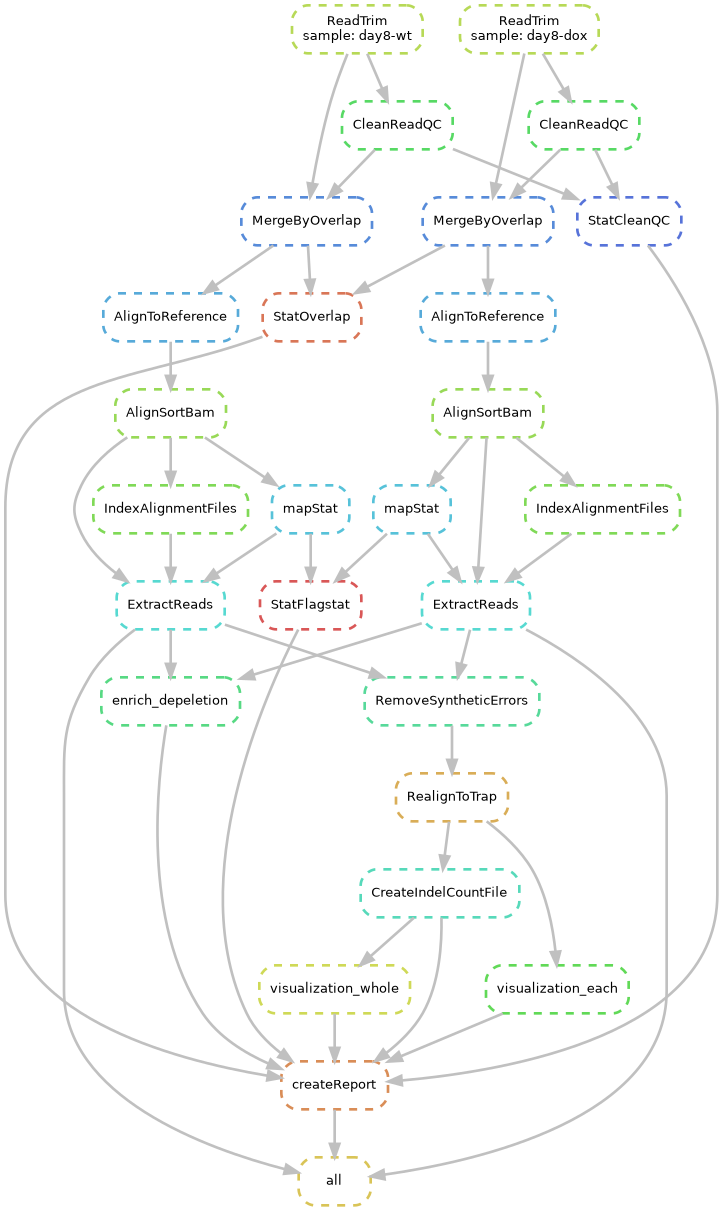 ReadTrim
sample: day8-wt
ReadTrim
sample: day8-dox
CleanReadQC
CleanReadQC
MergeByOverlap
MergeByOverlap
StatCleanQC
AlignToReference
StatOverlap
AlignToReference
AlignSortBam
AlignSortBam
IndexAlignmentFiles
mapStat
mapStat
IndexAlignmentFiles
ExtractReads
StatFlagstat
ExtractReads
enrich_depeletion
RemoveSyntheticErrors
RealignToTrap
CreateIndelCountFile
visualization_whole
visualization_each
createReport
all